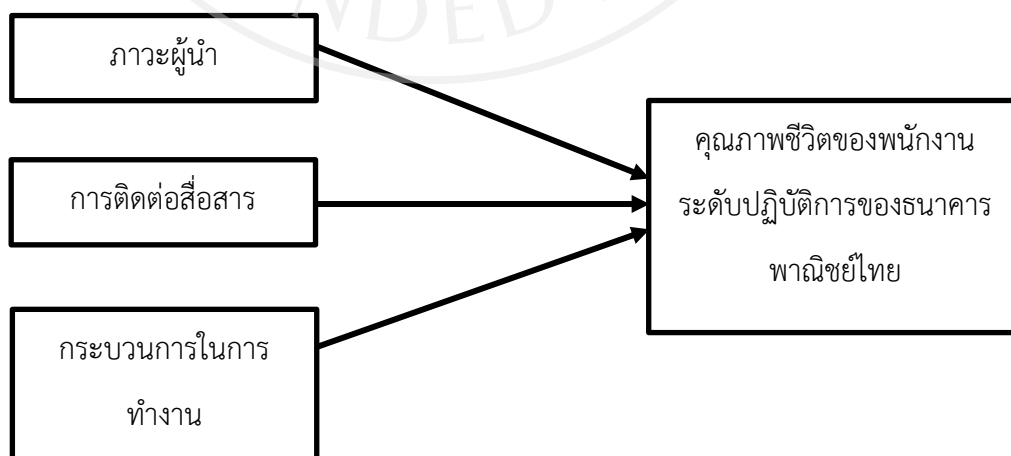 NDED
ภาวะผู้นำ
การติดต่อสื่อสาร
กระบวนการในการ
ทำงาน
คุณภาพชีวิตของพนักงาน
ระดับปฏิบัติการของธนาคาร
พาณิชย์ไทย